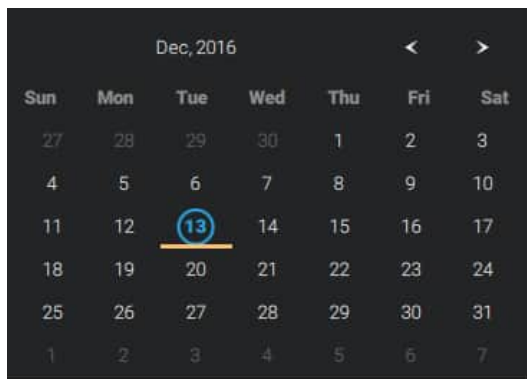 Dec, 2016 < >
Sun Mon Tue Wed Thu Fri Sat
27 28 29 30 1 2 3
4 5 6 7 8 9 10
11 12 13 14 15 16 17
18 19 20 21 22 23 24
25 26 27 28 29 30 31
1 2 3 4 5 6 7